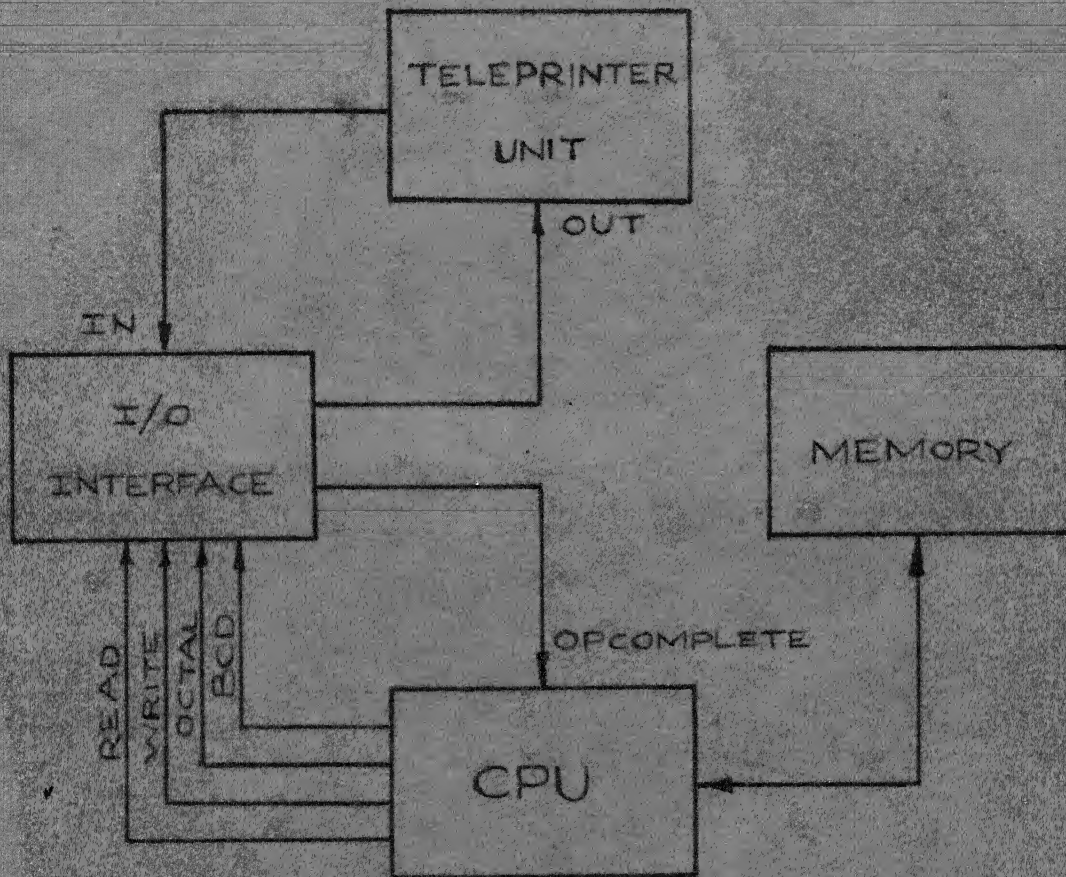 TELEPRINTER
UNIT
OUT
IN
I/O
INTERFACE
MEMORY
OPCOMPLETE
READ
WRITE
OCTAL
BCD
CPU